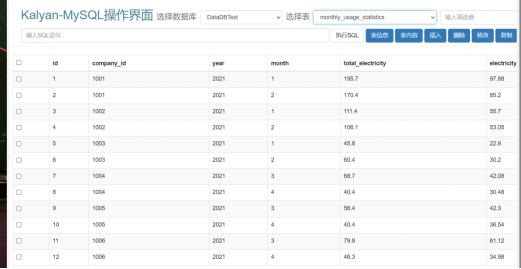 Kalyan-MySQL操作界面 选择数据库 DataDBTest 选择表 monthly_usage_statistics 输入筛选值
输入SQL语句 执行SQL 表信息 表内容 插入 删除 修改 复制
id company_id year month total_electricity electricity
1 1001 2021 1 195.7 97.88
2 1001 2021 2 170.4 85.2
3 1002 2021 1 111.4 55.7
4 1002 2021 2 106.1 53.05
5 1003 2021 1 45.8 22.9
6 1003 2021 2 60.4 30.2
7 1004 2021 3 68.7 42.08
8 1004 2021 4 40.4 30.48
9 1005 2021 3 56.4 42.3
10 1005 2021 4 40.4 36.54
11 1006 2021 3 79.8 61.12
12 1006 2021 4 46.3 34.98